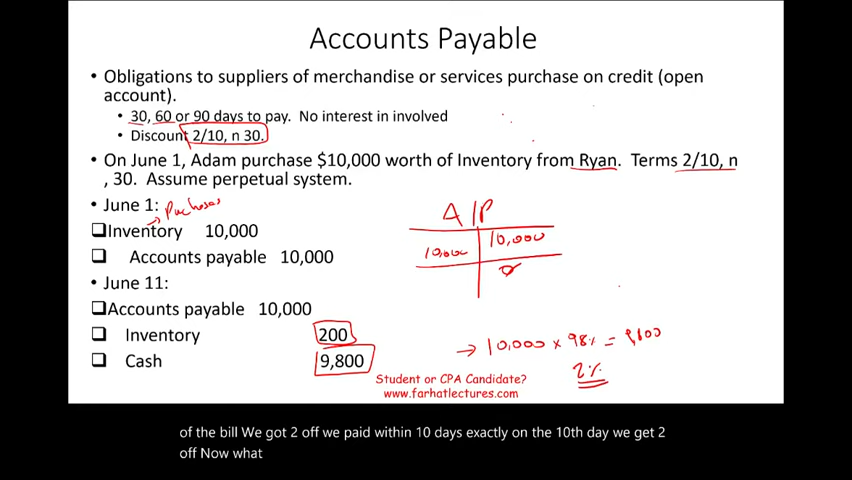 Accounts Payable
• Obligations to suppliers of merchandise or services purchase on credit (open
account).
• 30, 60 or 90 days to pay. No interest in involved
• Discount 2/10, n 30.
• On June 1, Adam purchase $10,000 worth of Inventory from Ryan. Terms 2/10, n
, 30. Assume perpetual system.
• June 1:
Purchases
❑Inventory 10,000
❑ Accounts payable 10,000
• June 11:
❑Accounts payable 10,000
❑ Inventory 200
❑ Cash 9,800
A/P
10,000 10,000
0
→ 10,000 × 98% = 9,800
2%
Student or CPA Candidate?
www.farhatlectures.com
of the bill We got 2 off we paid within 10 days exactly on the 10th day we get 2
off Now what